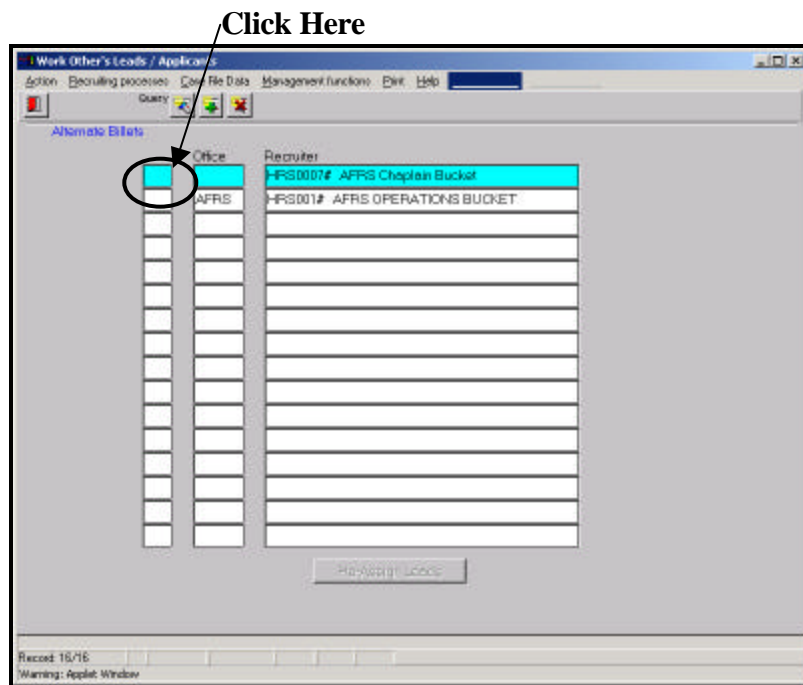 Click Here
Work Other's Leads / Applicants
Action Recruiting processes Case File Data Management functions Print Help
Query
Alternate Billets
Office Recruiter
HRS0007# AFRS Chaplain Bucket
AFRS HRS001# AFRS OPERATIONS BUCKET
Re-Assign Leads
Record: 16/16
Warning: Applet Window